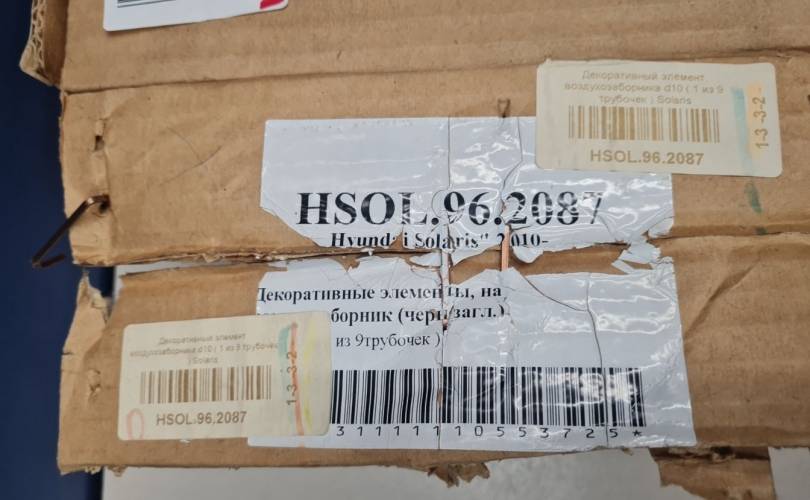 Декоративный элемент
воздухозаборника d10 ( 1 из 9
трубочек ) Solaris
HSOL.96.2087
1-3-3-2
HSOL.96.2087
Hyundai Solaris" 2010-
Декоративные элементы, на
борник (черн.загл.)
из 9трубочек )
3111110553725*
Декоративный элемент
воздухозаборника d10 ( 1 из 9 трубочек
) Solaris
HSOL.96.2087
1-3-3-2